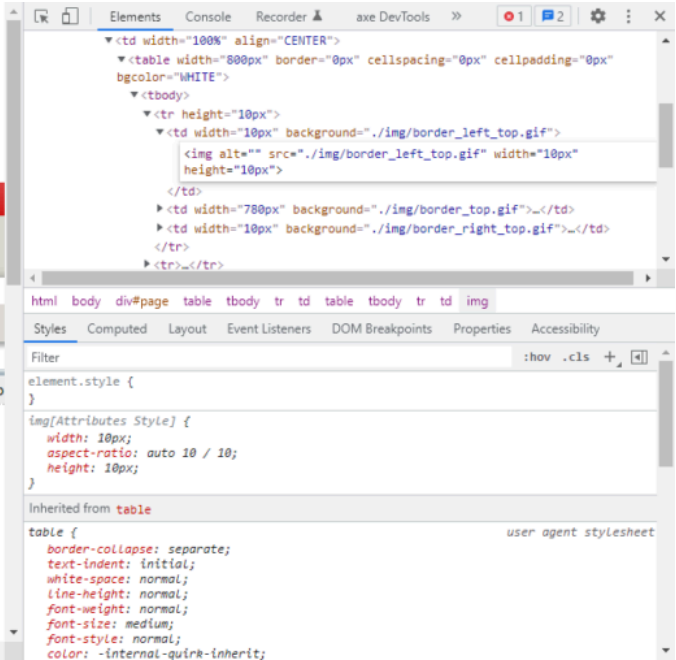 Elements Console Recorder axe DevTools » 1 2
<td width="100%" align="CENTER">
<table width="800px" border="0px" cellspacing="0px" cellpadding="0px"
bgcolor="WHITE">
<tbody>
<tr height="10px">
<td width="10px" background="./img/border_left_top.gif">
<img alt="" src="./img/border_left_top.gif" width="10px"
height="10px">
</td>
<td width="780px" background="./img/border_top.gif">…</td>
<td width="10px" background="./img/border_right_top.gif">…</td>
</tr>
<tr>…</tr>
html body div#page table tbody tr td table tbody tr td img
Styles Computed Layout Event Listeners DOM Breakpoints Properties Accessibility
Filter :hov .cls +
element.style {
}
img[Attributes Style] {
width: 10px;
aspect-ratio: auto 10 / 10;
height: 10px;
}
Inherited from table
table { user agent stylesheet
border-collapse: separate;
text-indent: initial;
white-space: normal;
line-height: normal;
font-weight: normal;
font-size: medium;
font-style: normal;
color: -internal-quirk-inherit;